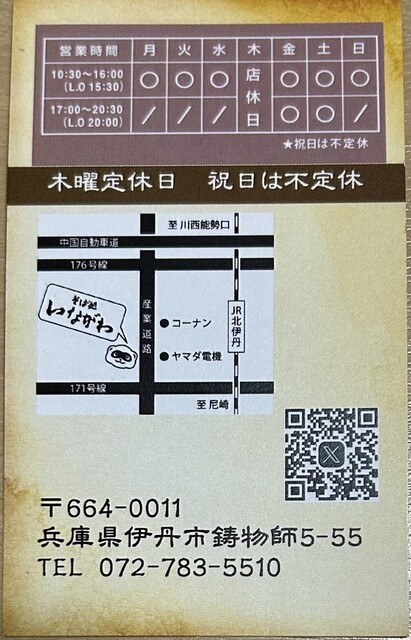 営業時間 月 火 水 木 金 土 日
10:30〜16:00 ○ ○ ○ 店休日 ○ ○ ○
(L.O 15:30)
17:00〜20:30 / / / ○ ○ /
(L.O 20:00)
★祝日は不定休
木曜定休日 祝日は不定休
至 川西能勢口
中国自動車道
176号線
そば処
いながわ
産業道路
●コーナン
JR北伊丹
●ヤマダ電機
171号線
至 尼崎
X
〒664-0011
兵庫県伊丹市鋳物師5-55
TEL 072-783-5510